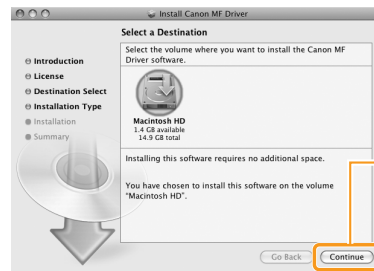 Install Canon MF Driver
Select a Destination
Introduction
License
Destination Select
Installation Type
Installation
Summary
Select the volume where you want to install the Canon MF
Driver software.
Macintosh HD
1.4 GB available
14.9 GB total
Installing this software requires no additional space.
You have chosen to install this software on the volume
"Macintosh HD".
Go Back
Continue